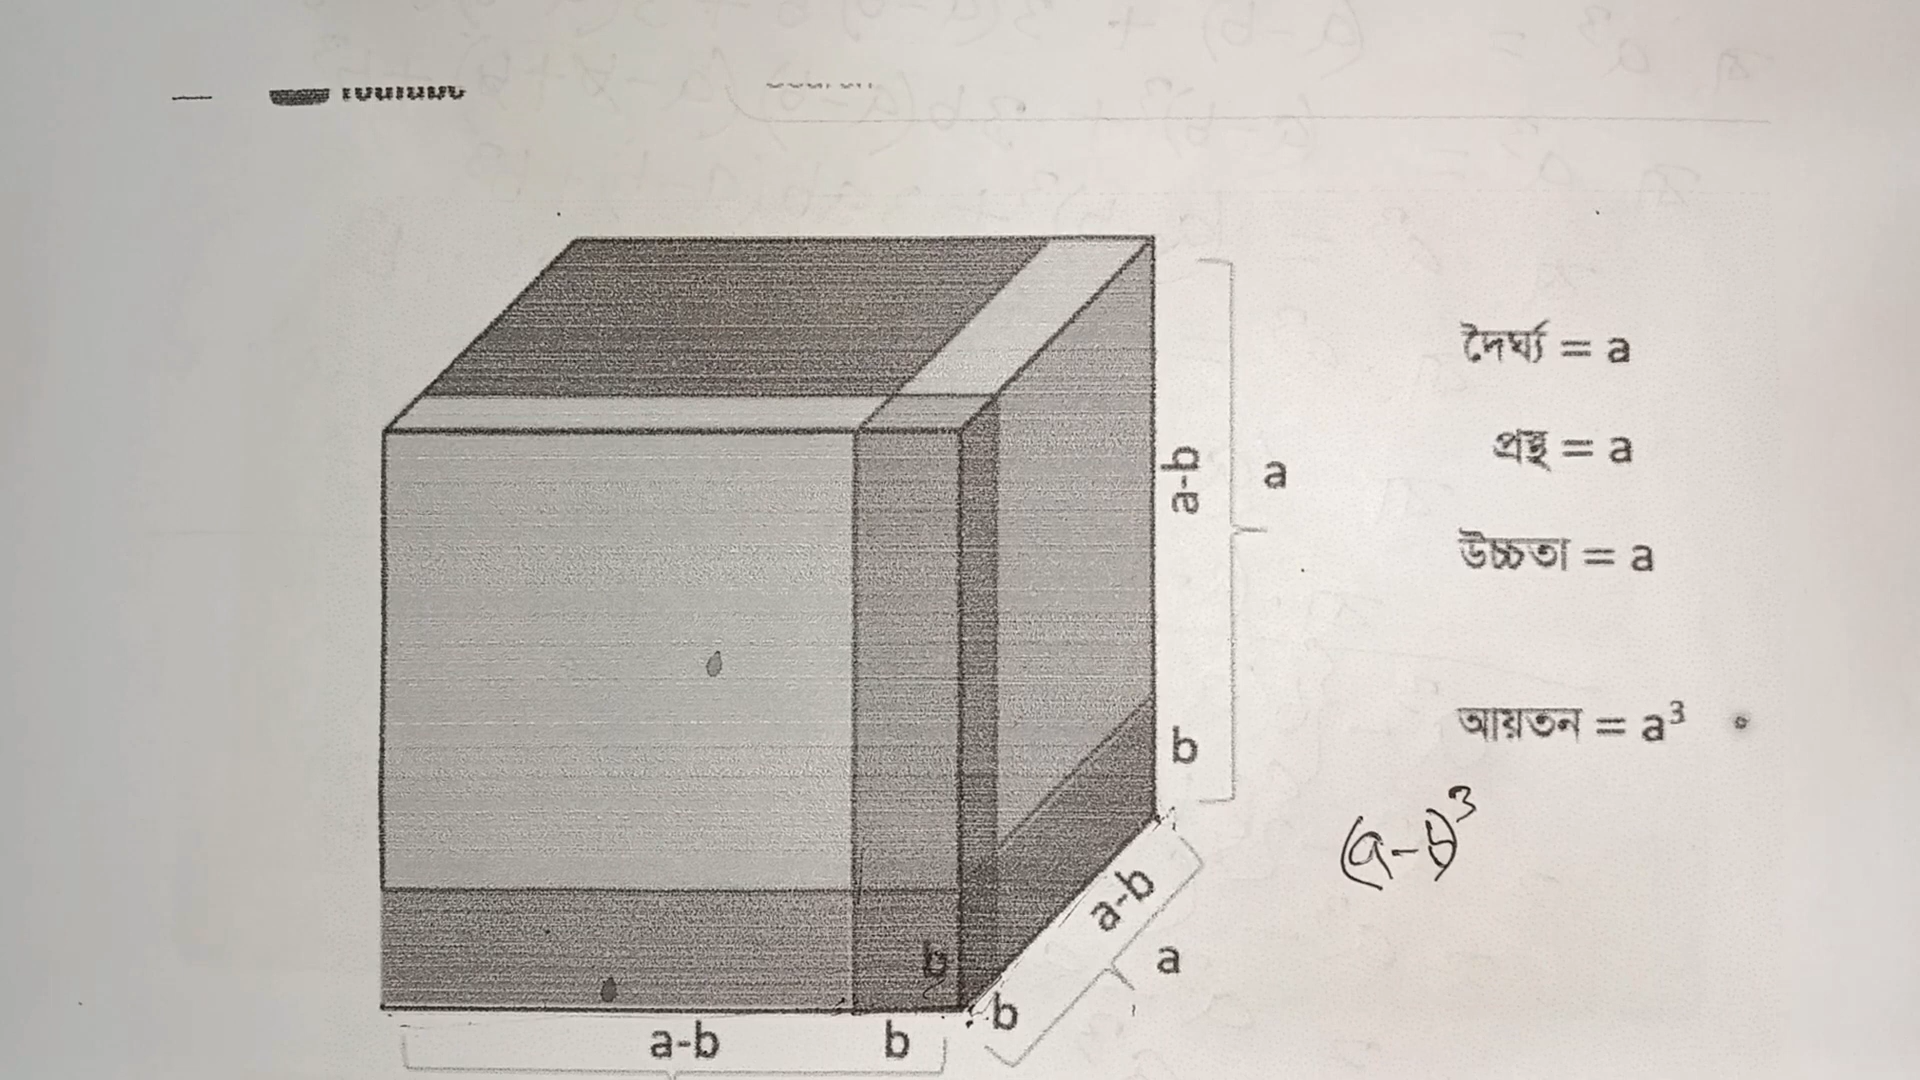 a-b
a
b
a-b
a
b
b
a-b
b
দৈর্ঘ্য = a
প্রস্থ = a
উচ্চতা = a
আয়তন = a³
(a-b)³